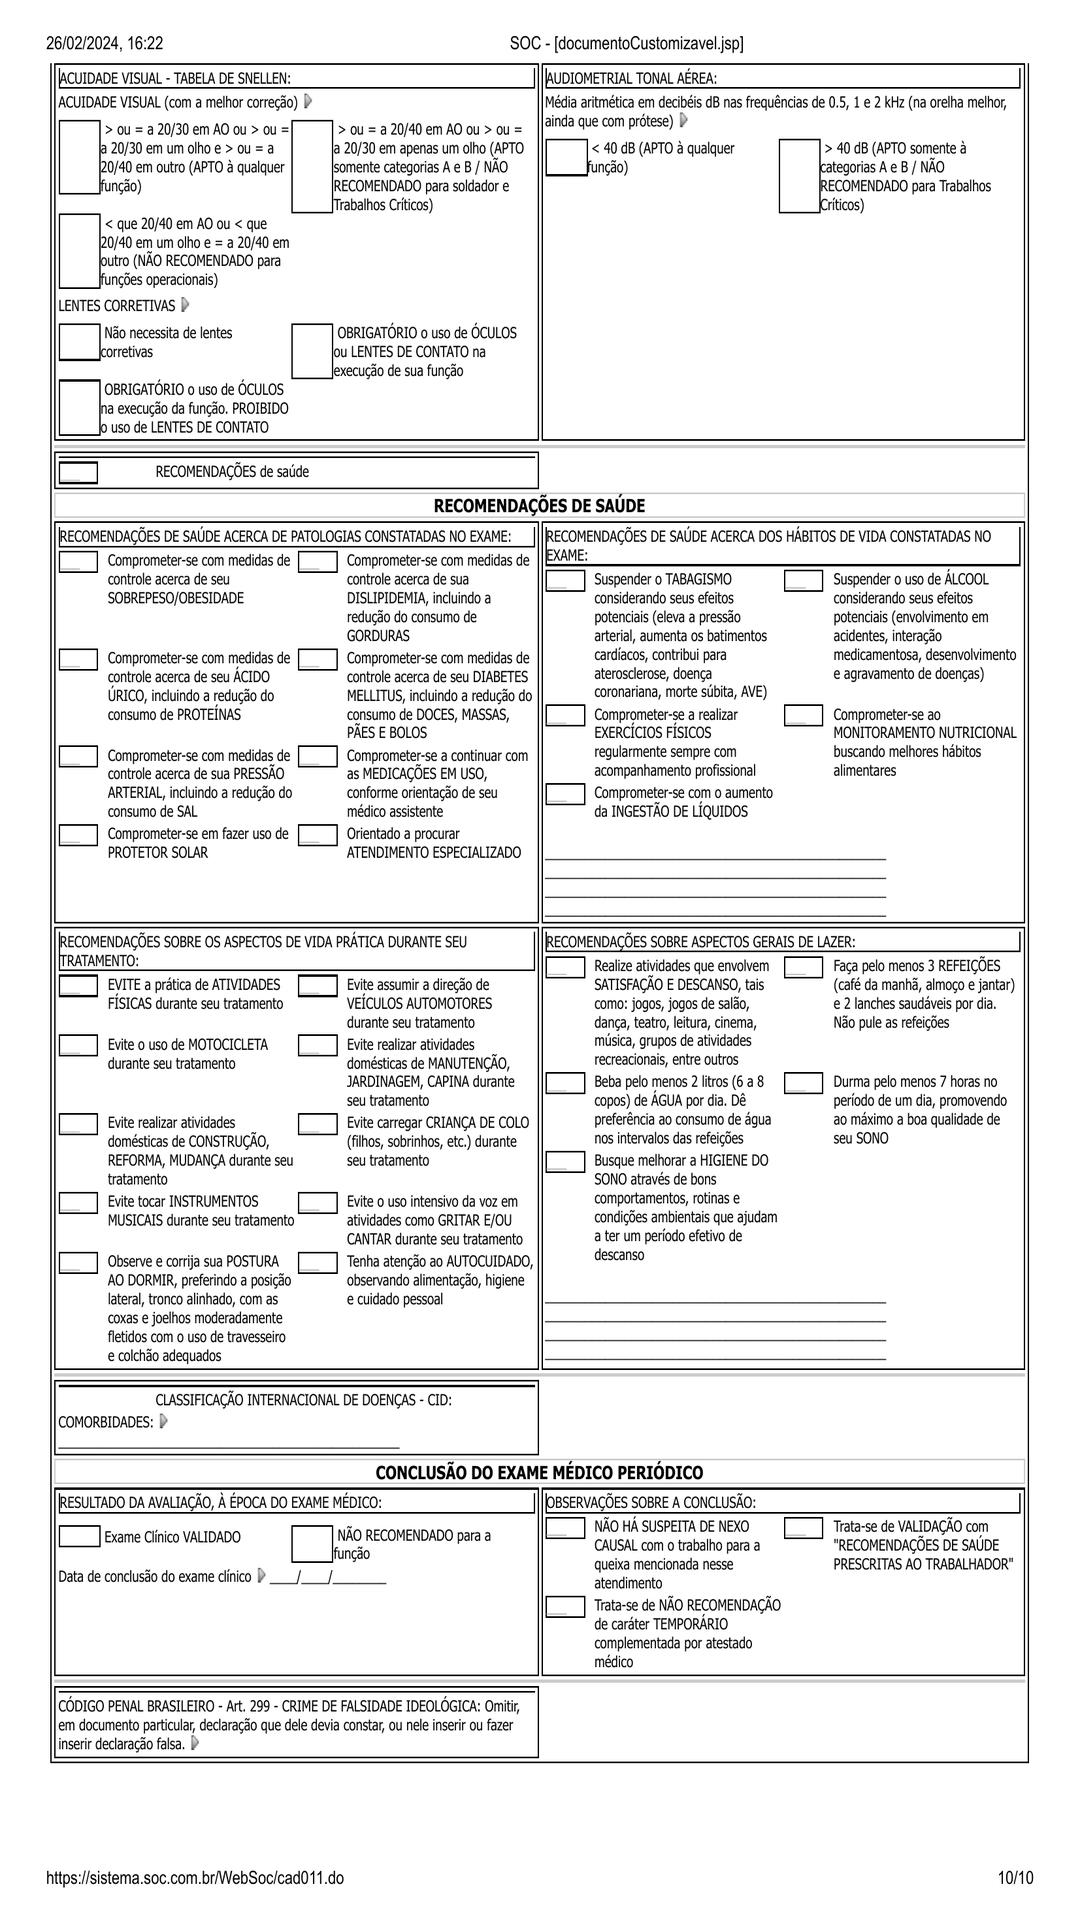 26/02/2024, 16:22
SOC - [documentoCustomizavel.jsp]
ACUIDADE VISUAL - TABELA DE SNELLEN:
ACUIDADE VISUAL (com a melhor correção)
> ou = a 20/30 em AO ou > ou =
a 20/30 em um olho e > ou = a
20/40 em outro (APTO à qualquer
função)
> ou = a 20/40 em AO ou > ou =
a 20/30 em apenas um olho (APTO
somente categorias A e B / NÃO
RECOMENDADO para soldador e
Trabalhos Críticos)
< que 20/40 em AO ou < que
20/40 em um olho e = a 20/40 em
outro (NÃO RECOMENDADO para
funções operacionais)
LENTES CORRETIVAS
Não necessita de lentes
corretivas
OBRIGATÓRIO o uso de ÓCULOS
ou LENTES DE CONTATO na
execução de sua função
OBRIGATÓRIO o uso de ÓCULOS
na execução da função. PROIBIDO
o uso de LENTES DE CONTATO
AUDIOMETRIAL TONAL AÉREA:
Média aritmética em decibéis dB nas frequências de 0.5, 1 e 2 kHz (na orelha melhor,
ainda que com prótese)
< 40 dB (APTO à qualquer
função)
> 40 dB (APTO somente à
categorias A e B / NÃO
RECOMENDADO para Trabalhos
Críticos)
RECOMENDAÇÕES de saúde
RECOMENDAÇÕES DE SAÚDE
RECOMENDAÇÕES DE SAÚDE ACERCA DE PATOLOGIAS CONSTATADAS NO EXAME:
Comprometer-se com medidas de
controle acerca de seu
SOBREPESO/OBESIDADE
Comprometer-se com medidas de
controle acerca de sua
DISLIPIDEMIA, incluindo a
redução do consumo de
GORDURAS
Comprometer-se com medidas de
controle acerca de seu ÁCIDO
ÚRICO, incluindo a redução do
consumo de PROTEÍNAS
Comprometer-se com medidas de
controle acerca de seu DIABETES
MELLITUS, incluindo a redução do
consumo de DOCES, MASSAS,
PÃES E BOLOS
Comprometer-se com medidas de
controle acerca de sua PRESSÃO
ARTERIAL, incluindo a redução do
consumo de SAL
Comprometer-se a continuar com
as MEDICAÇÕES EM USO,
conforme orientação de seu
médico assistente
Comprometer-se em fazer uso de
PROTETOR SOLAR
Orientado a procurar
ATENDIMENTO ESPECIALIZADO
RECOMENDAÇÕES DE SAÚDE ACERCA DOS HÁBITOS DE VIDA CONSTATADAS NO
EXAME:
Suspender o TABAGISMO
considerando seus efeitos
potenciais (eleva a pressão
arterial, aumenta os batimentos
cardíacos, contribui para
aterosclerose, doença
coronariana, morte súbita, AVE)
Suspender o uso de ÁLCOOL
considerando seus efeitos
potenciais (envolvimento em
acidentes, interação
medicamentosa, desenvolvimento
e agravamento de doenças)
Comprometer-se a realizar
EXERCÍCIOS FÍSICOS
regularmente sempre com
acompanhamento profissional
Comprometer-se ao
MONITORAMENTO NUTRICIONAL
buscando melhores hábitos
alimentares
Comprometer-se com o aumento
da INGESTÃO DE LÍQUIDOS
RECOMENDAÇÕES SOBRE OS ASPECTOS DE VIDA PRÁTICA DURANTE SEU
TRATAMENTO:
EVITE a prática de ATIVIDADES
FÍSICAS durante seu tratamento
Evite assumir a direção de
VEÍCULOS AUTOMOTORES
durante seu tratamento
Evite o uso de MOTOCICLETA
durante seu tratamento
Evite realizar atividades
domésticas de MANUTENÇÃO,
JARDINAGEM, CAPINA durante
seu tratamento
Evite realizar atividades
domésticas de CONSTRUÇÃO,
REFORMA, MUDANÇA durante seu
tratamento
Evite carregar CRIANÇA DE COLO
(filhos, sobrinhos, etc.) durante
seu tratamento
Evite tocar INSTRUMENTOS
MUSICAIS durante seu tratamento
Evite o uso intensivo da voz em
atividades como GRITAR E/OU
CANTAR durante seu tratamento
Observe e corrija sua POSTURA
AO DORMIR, preferindo a posição
lateral, tronco alinhado, com as
coxas e joelhos moderadamente
fletidos com o uso de travesseiro
e colchão adequados
Tenha atenção ao AUTOCUIDADO,
observando alimentação, higiene
e cuidado pessoal
RECOMENDAÇÕES SOBRE ASPECTOS GERAIS DE LAZER:
Realize atividades que envolvem
SATISFAÇÃO E DESCANSO, tais
como: jogos, jogos de salão,
dança, teatro, leitura, cinema,
música, grupos de atividades
recreacionais, entre outros
Faça pelo menos 3 REFEIÇÕES
(café da manhã, almoço e jantar)
e 2 lanches saudáveis por dia.
Não pule as refeições
Beba pelo menos 2 litros (6 a 8
copos) de ÁGUA por dia. Dê
preferência ao consumo de água
nos intervalos das refeições
Durma pelo menos 7 horas no
período de um dia, promovendo
ao máximo a boa qualidade de
seu SONO
Busque melhorar a HIGIENE DO
SONO através de bons
comportamentos, rotinas e
condições ambientais que ajudam
a ter um período efetivo de
descanso
CLASSIFICAÇÃO INTERNACIONAL DE DOENÇAS - CID:
COMORBIDADES:
CONCLUSÃO DO EXAME MÉDICO PERIÓDICO
RESULTADO DA AVALIAÇÃO, À ÉPOCA DO EXAME MÉDICO:
Exame Clínico VALIDADO
NÃO RECOMENDADO para a
função
Data de conclusão do exame clínico ____/____/________
OBSERVAÇÕES SOBRE A CONCLUSÃO:
NÃO HÁ SUSPEITA DE NEXO
CAUSAL com o trabalho para a
queixa mencionada nesse
atendimento
Trata-se de VALIDAÇÃO com
"RECOMENDAÇÕES DE SAÚDE
PRESCRITAS AO TRABALHADOR"
Trata-se de NÃO RECOMENDAÇÃO
de caráter TEMPORÁRIO
complementada por atestado
médico
CÓDIGO PENAL BRASILEIRO - Art. 299 - CRIME DE FALSIDADE IDEOLÓGICA: Omitir,
em documento particular, declaração que dele devia constar, ou nele inserir ou fazer
inserir declaração falsa.
https://sistema.soc.com.br/WebSoc/cad011.do
10/10